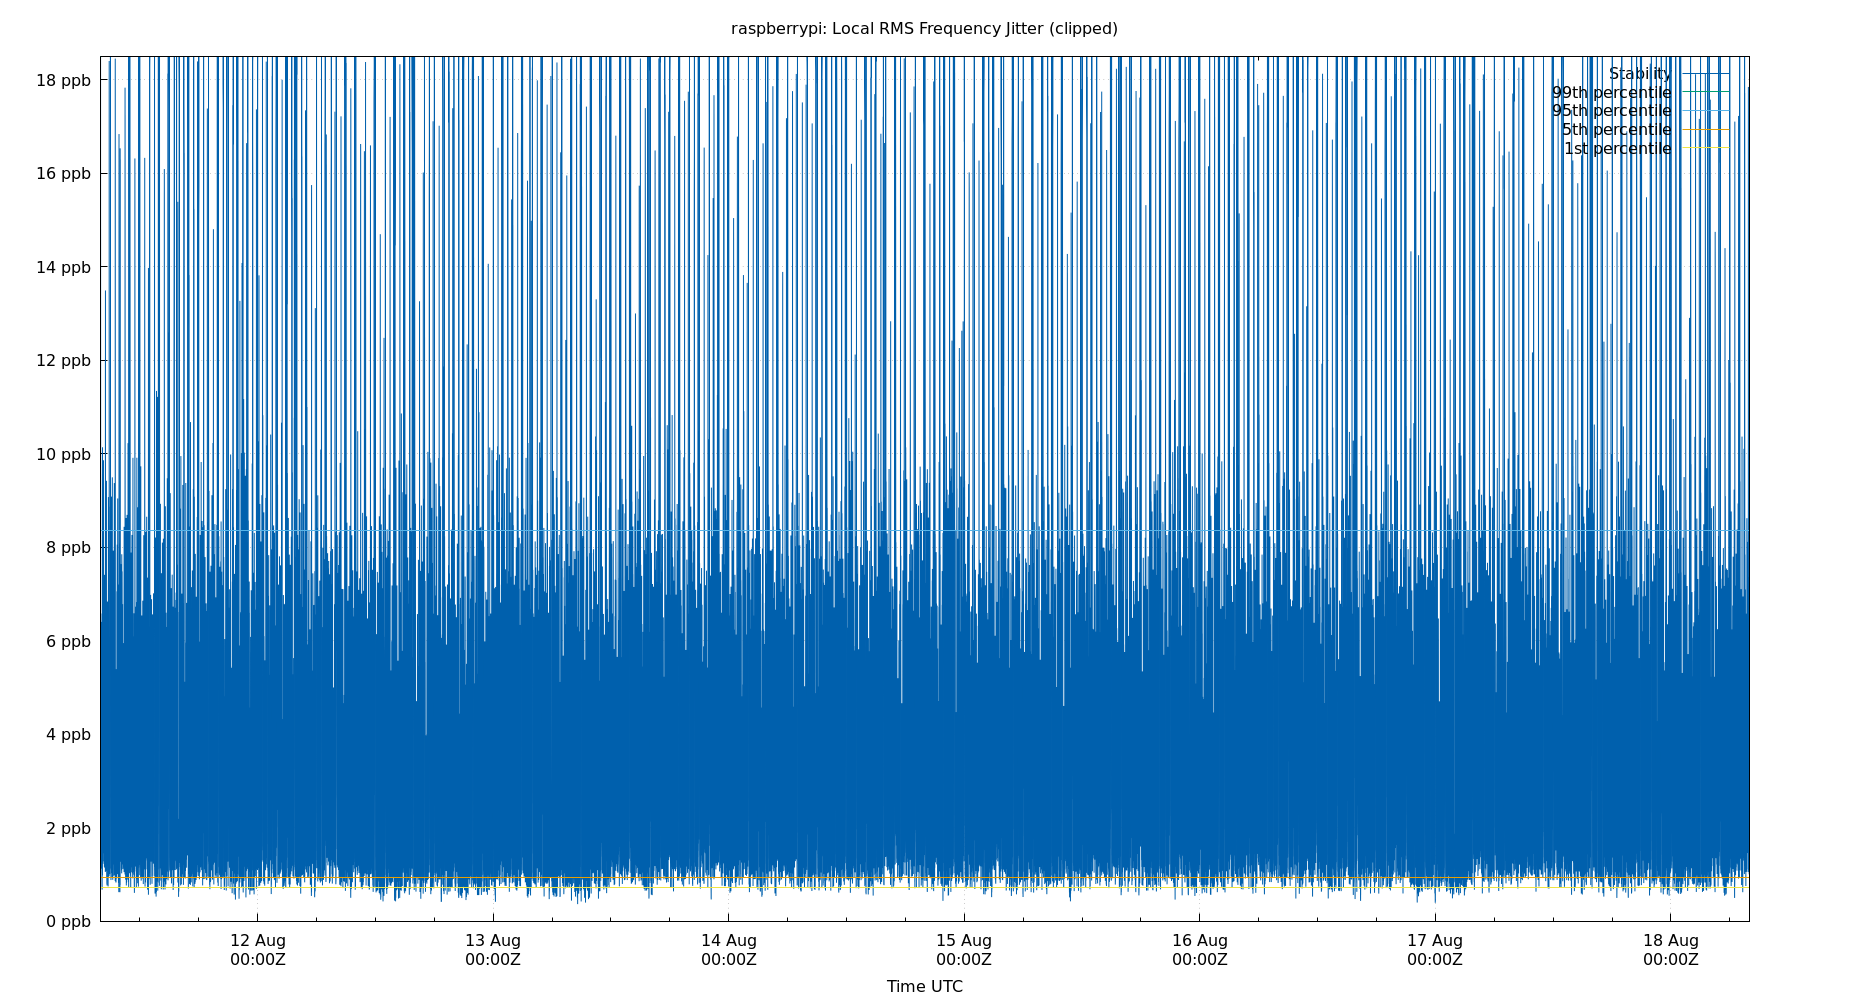 raspberrypi: Local RMS Frequency Jitter (clipped)
18 ppb
16 ppb
14 ppb
12 ppb
10 ppb
8 ppb
6 ppb
4 ppb
2 ppb
0 ppb
Stability
99th percentile
95th percentile
5th percentile
1st percentile
12 Aug
00:00Z
13 Aug
00:00Z
14 Aug
00:00Z
15 Aug
00:00Z
16 Aug
00:00Z
17 Aug
00:00Z
18 Aug
00:00Z
Time UTC